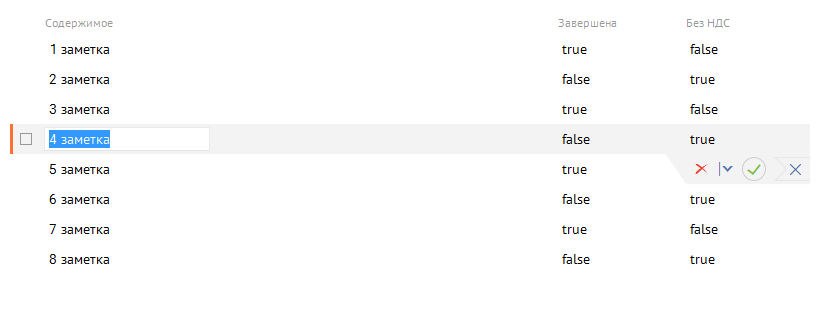 Содержимое Завершена Без НДС
1 заметка true false
2 заметка false true
3 заметка true false
4 заметка false true
5 заметка true
6 заметка false true
7 заметка true false
8 заметка false true